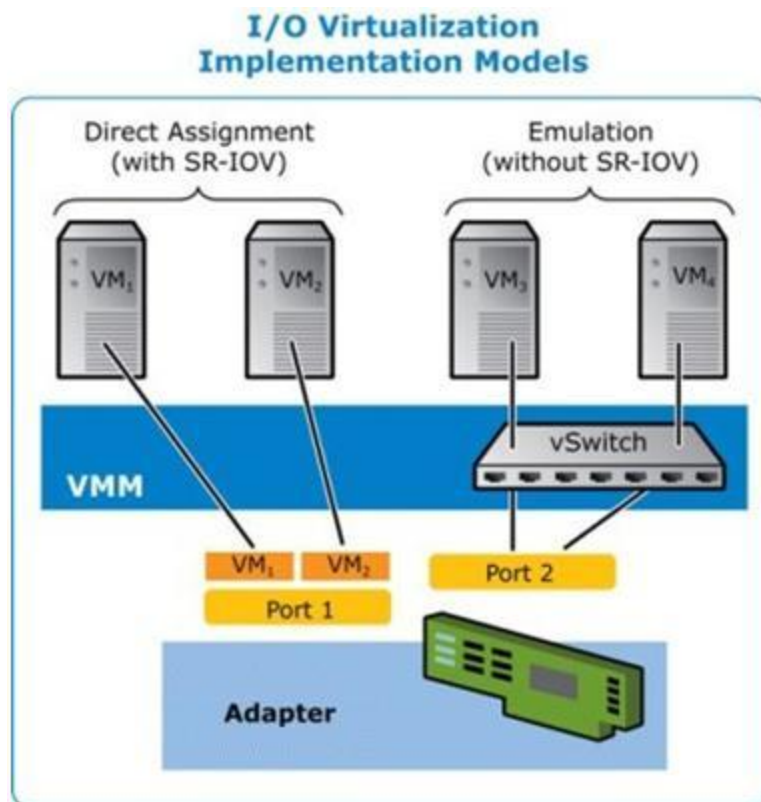 I/O Virtualization
Implementation Models
Direct Assignment
(with SR-IOV)
Emulation
(without SR-IOV)
VM₁
VM₂
VM₃
VM₄
vSwitch
VMM
VM₁
VM₂
Port 1
Port 2
Adapter